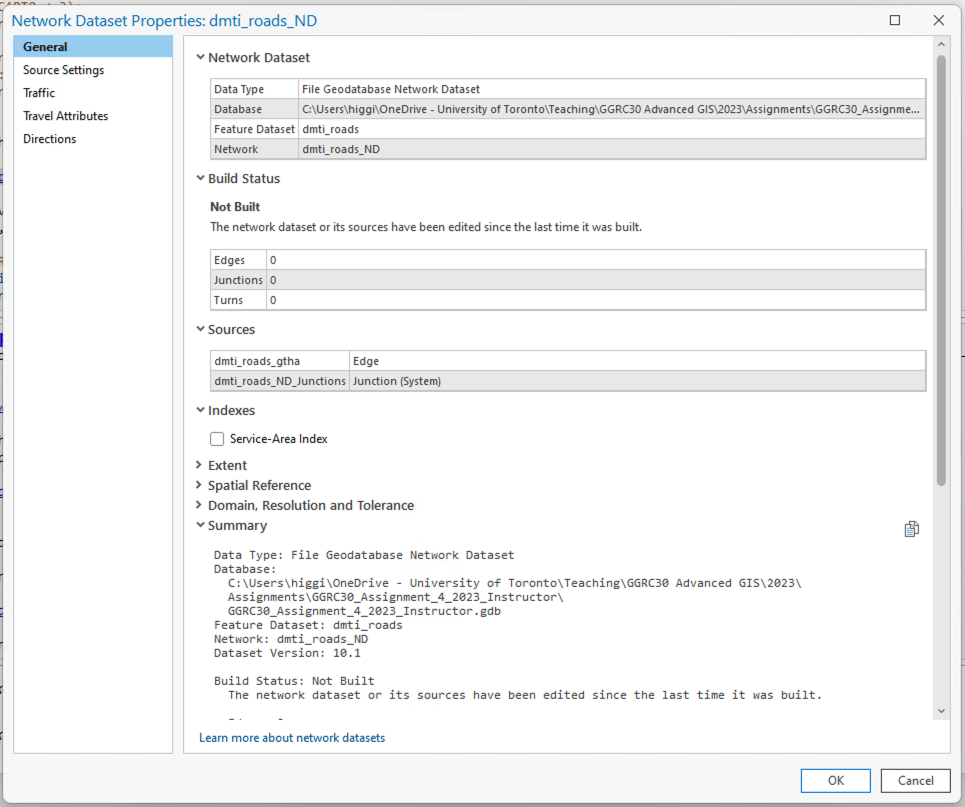 Network Dataset Properties: dmti_roads_ND
General
Source Settings
Traffic
Travel Attributes
Directions
Network Dataset
Data Type File Geodatabase Network Dataset
Database C:\Users\higgi\OneDrive - University of Toronto\Teaching\GGRC30 Advanced GIS\2023\Assignments\GGRC30_Assignme...
Feature Dataset dmti_roads
Network dmti_roads_ND
Build Status
Not Built
The network dataset or its sources have been edited since the last time it was built.
Edges 0
Junctions 0
Turns 0
Sources
dmti_roads_gtha Edge
dmti_roads_ND_Junctions Junction (System)
Indexes
Service-Area Index
Extent
Spatial Reference
Domain, Resolution and Tolerance
Summary
Data Type: File Geodatabase Network Dataset
Database:
C:\Users\higgi\OneDrive - University of Toronto\Teaching\GGRC30 Advanced GIS\2023\
Assignments\GGRC30_Assignment_4_2023_Instructor\
GGRC30_Assignment_4_2023_Instructor.gdb
Feature Dataset: dmti_roads
Network: dmti_roads_ND
Dataset Version: 10.1
Build Status: Not Built
The network dataset or its sources have been edited since the last time it was built.
Learn more about network datasets
OK
Cancel